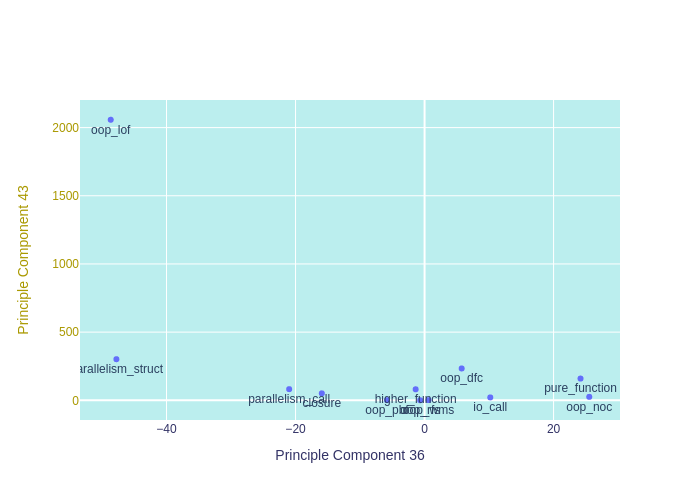 2000
1500
1000
500
0
oop_lof
arallelism_struct
parallelism_call
closure
higher_function
oop_dfc
io_call
pure_function
oop_noc
−40
−20
0
20
Principle Component 36
Principle Component 43